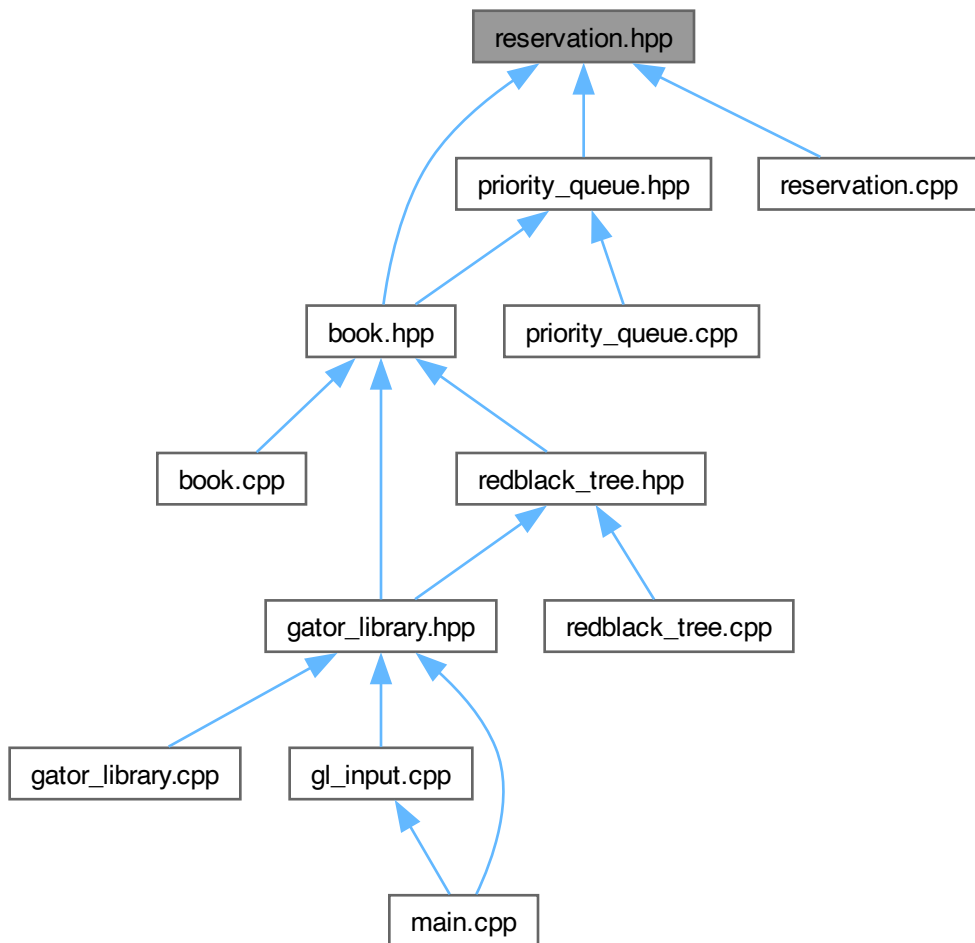 reservation.hpp
priority_queue.hpp
reservation.cpp
book.hpp
priority_queue.cpp
book.cpp
redblack_tree.hpp
gator_library.hpp
redblack_tree.cpp
gator_library.cpp
gl_input.cpp
main.cpp